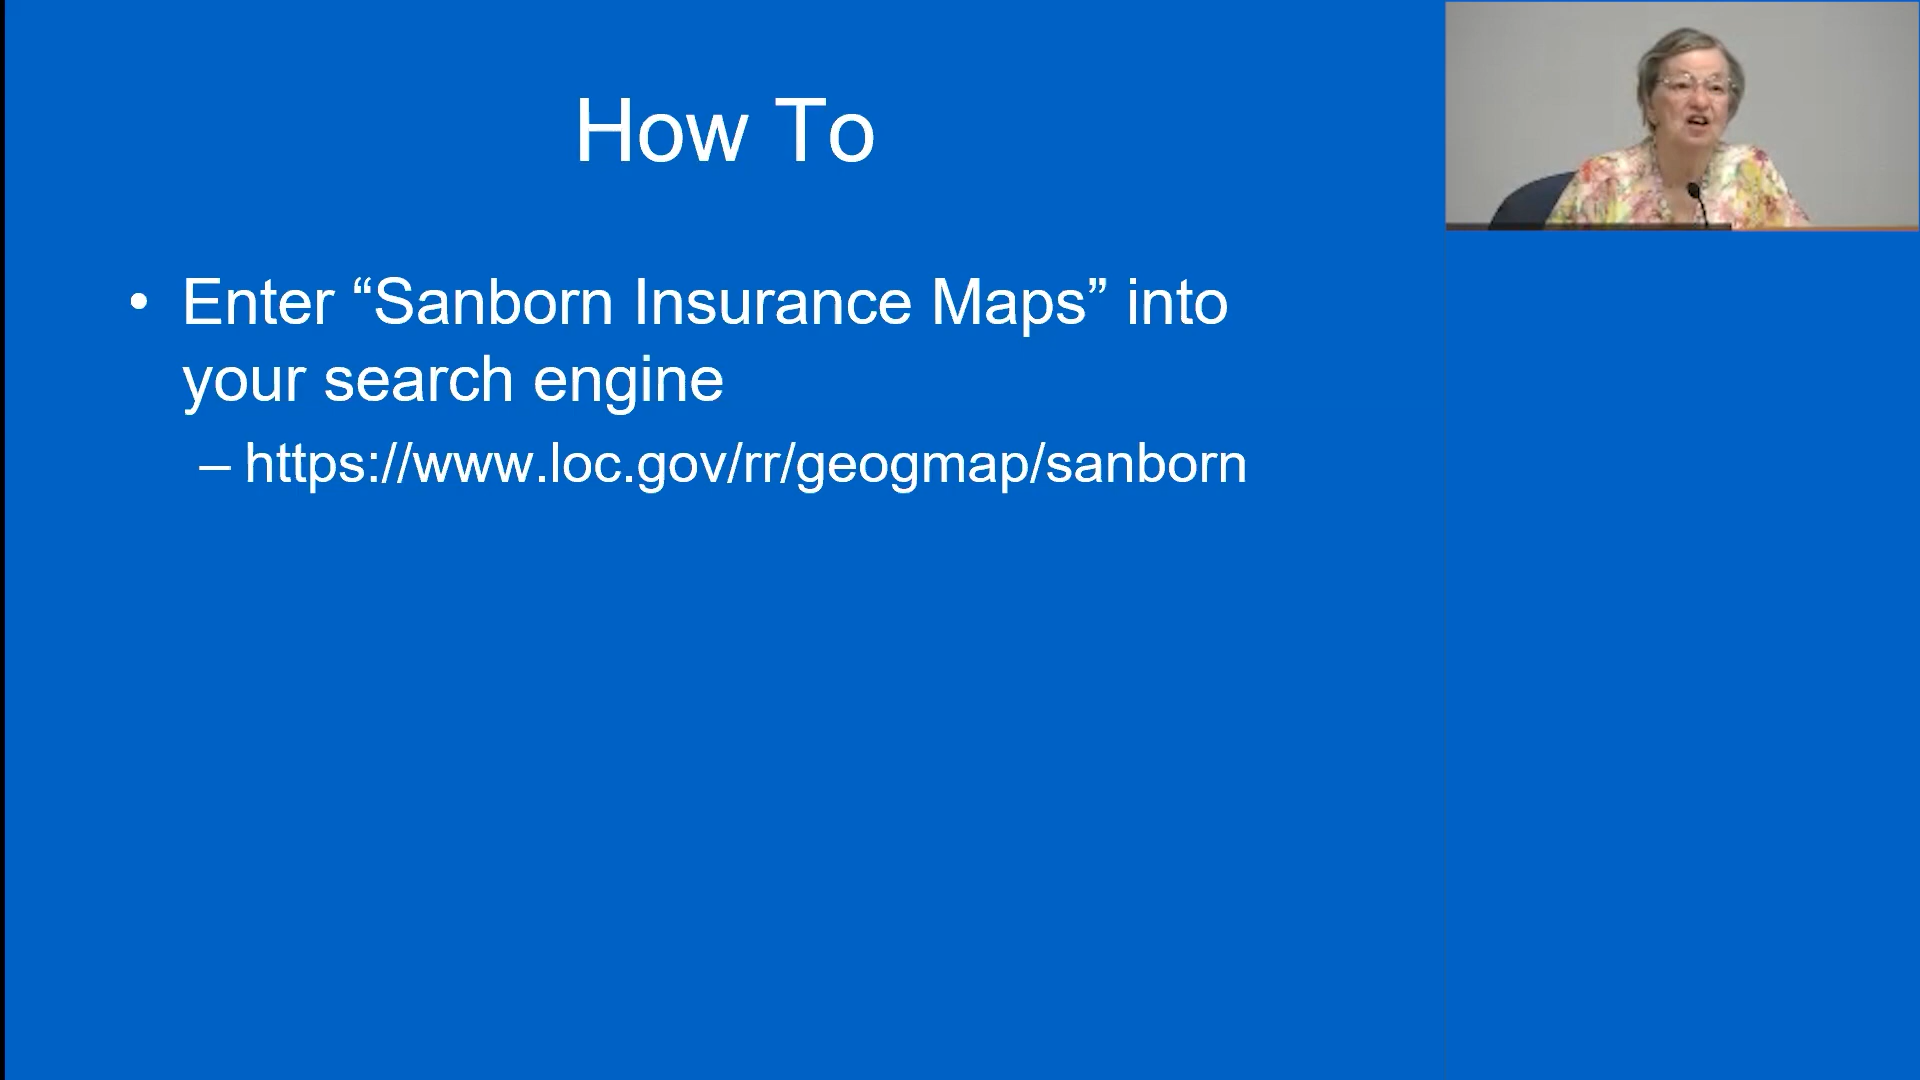 How To
• Enter “Sanborn Insurance Maps” into
your search engine
– https://www.loc.gov/rr/geogmap/sanborn